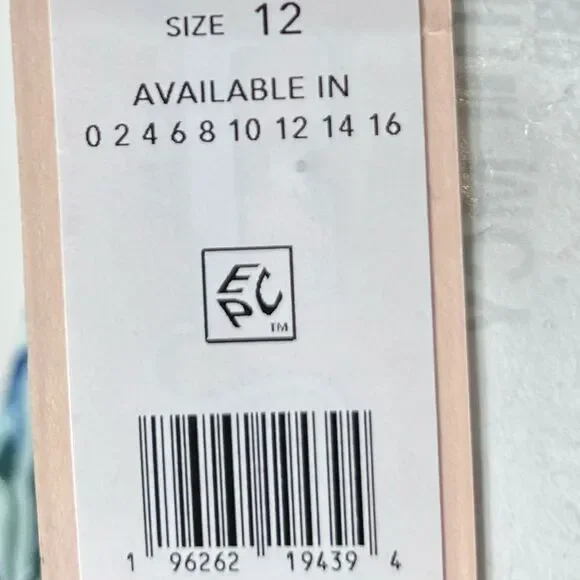 SIZE 12
AVAILABLE IN
0 2 4 6 8 10 12 14 16
EPC
TM
1 96262 19439 4